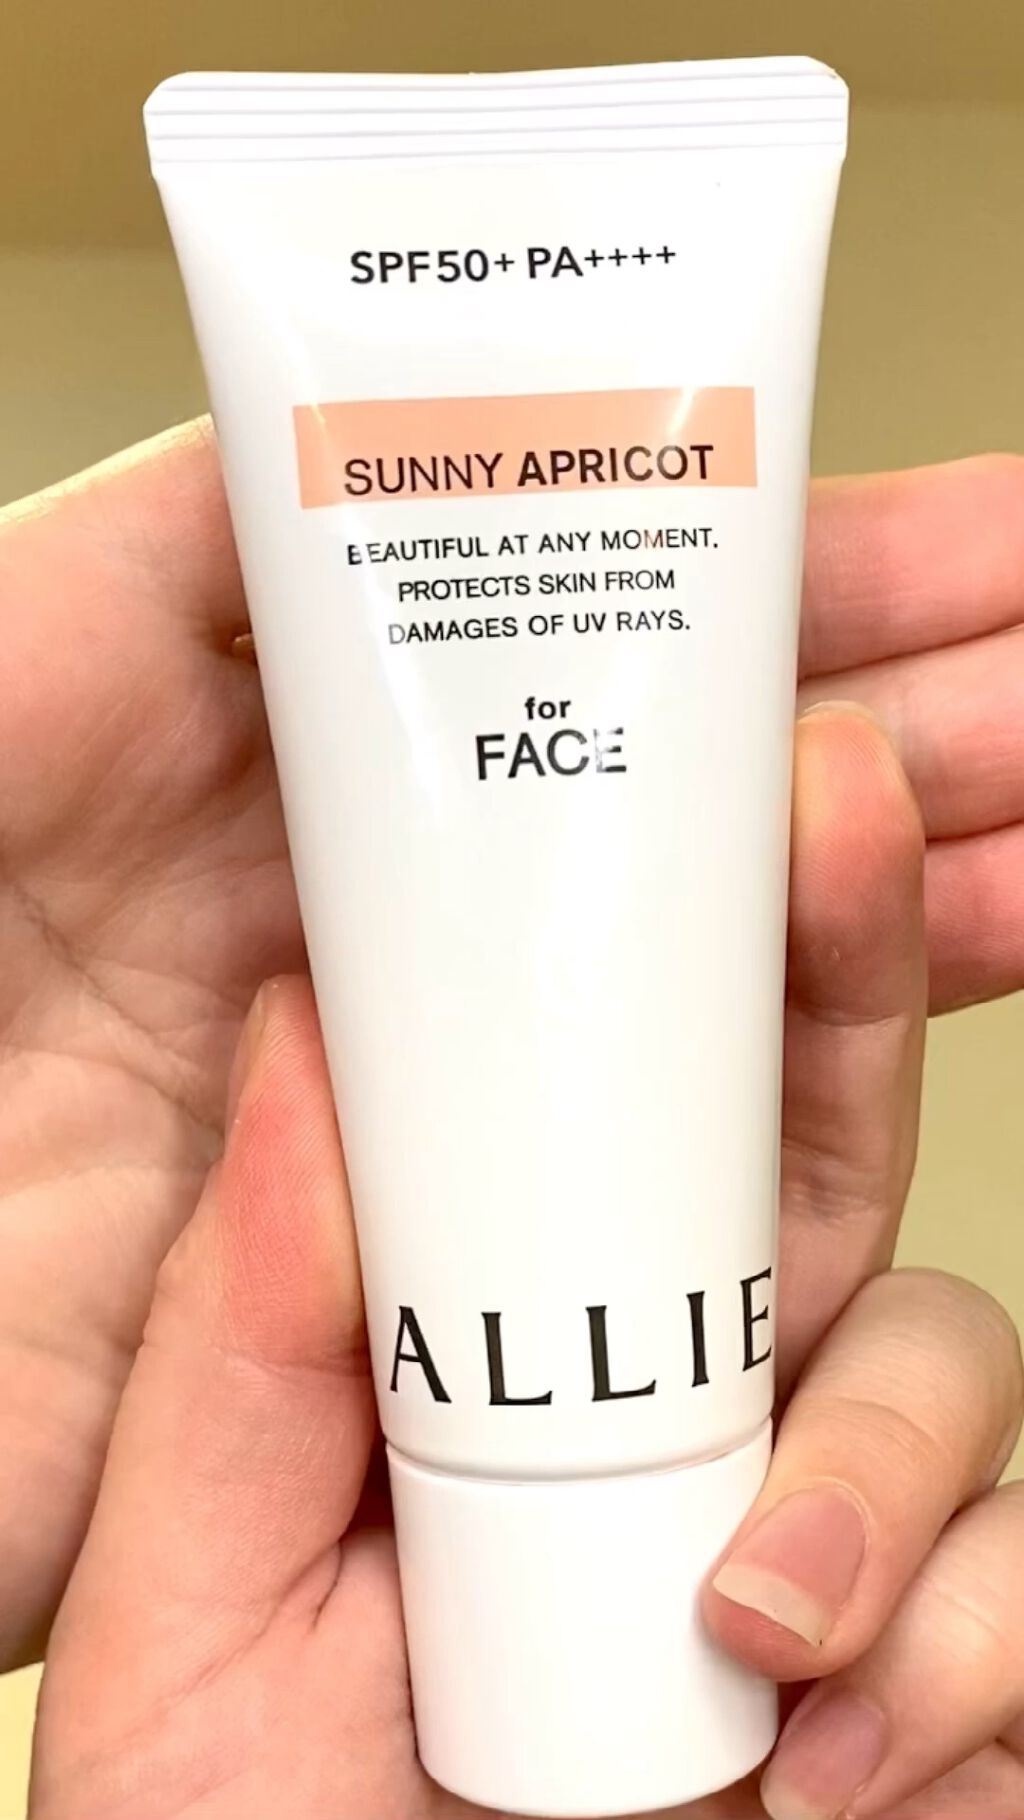 SPF50+ PA++++
SUNNY APRICOT
BEAUTIFUL AT ANY MOMENT.
PROTECTS SKIN FROM
DAMAGES OF UV RAYS.
for
FACE
ALLIE